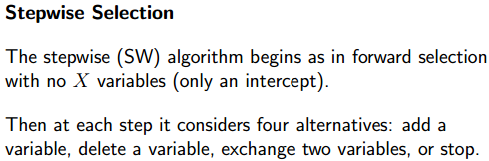 Stepwise Selection
The stepwise (SW) algorithm begins as in forward selection
with no X variables (only an intercept).
Then at each step it considers four alternatives: add a
variable, delete a variable, exchange two variables, or stop.